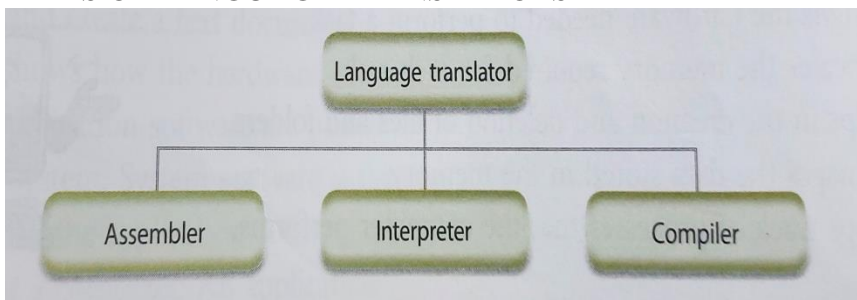 Language translator
Assembler
Interpreter
Compiler